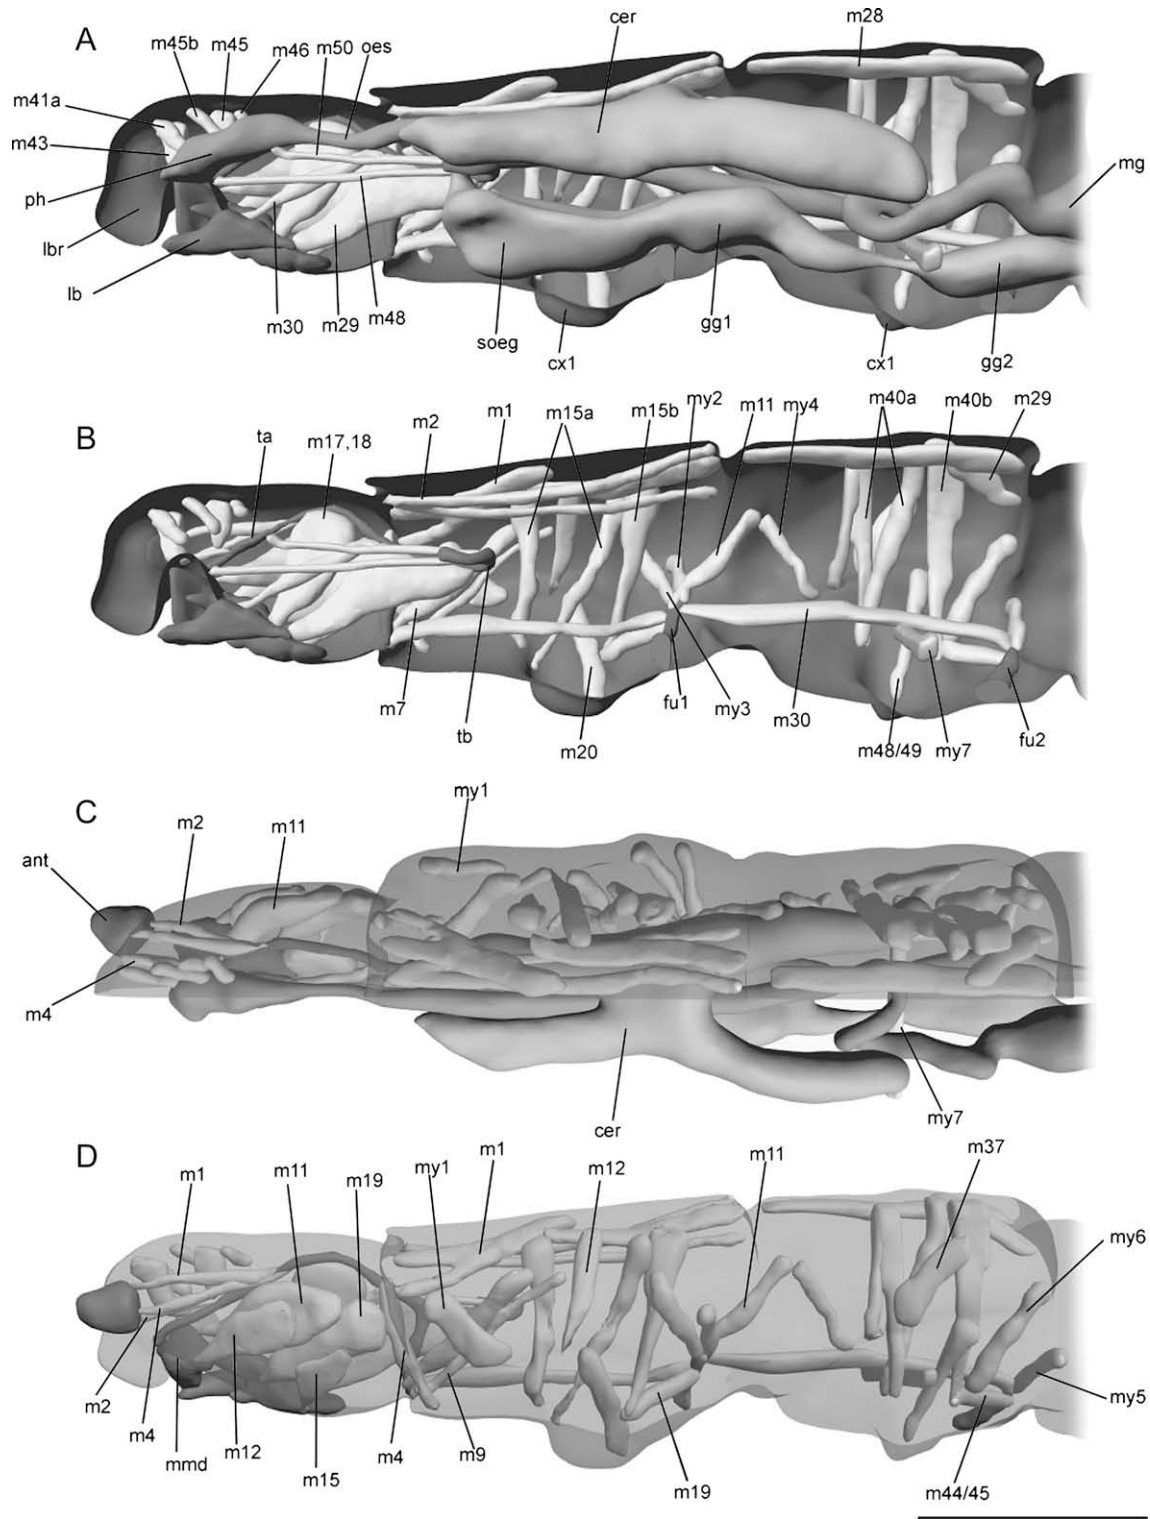 A
cer
m28
m45b
m45
m46
m50
oes
m41a
m43
mg
ph
lbr
lb
m30
m29
m48
soeg
gg1
cx1
cx1
gg2
B
ta
m17,18
m2
m1
m15a
m15b
my2
m11
my4
m40a
m40b
m29
m7
tb
m20
fu1
my3
m30
m48/49
my7
fu2
C
my1
m2
m11
ant
m4
cer
my7
D
m1
m11
m19
my1
m1
m12
m11
m37
my6
m2
m4
mmd
m12
m15
m4
m9
m19
m44/45
my5